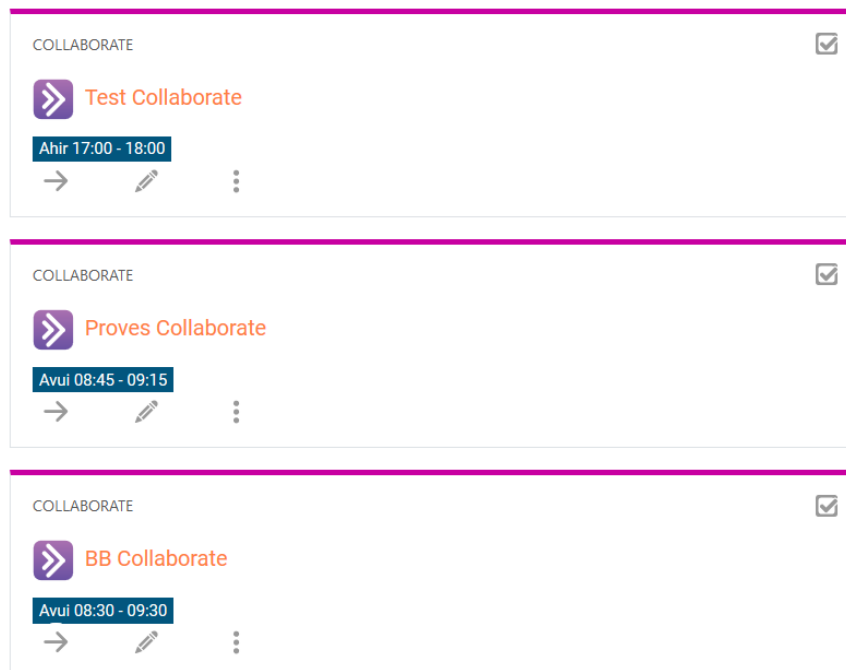 COLLABORATE
Test Collaborate
Ahir 17:00 - 18:00
COLLABORATE
Proves Collaborate
Avui 08:45 - 09:15
COLLABORATE
BB Collaborate
Avui 08:30 - 09:30